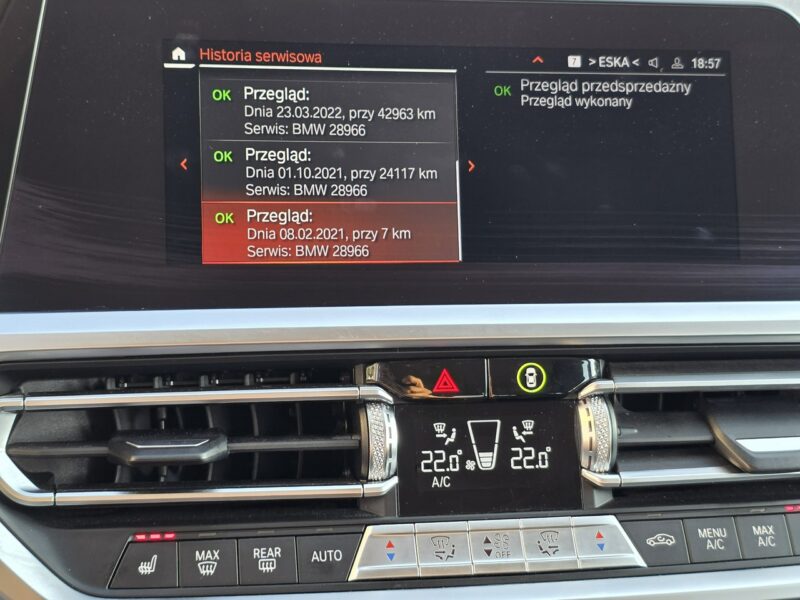 Historia serwisowa
7 >ESKA< 18:57
OK Przegląd:
Dnia 23.03.2022, przy 42963 km
Serwis: BMW 28966
OK Przegląd:
Dnia 01.10.2021, przy 24117 km
Serwis: BMW 28966
OK Przegląd:
Dnia 08.02.2021, przy 7 km
Serwis: BMW 28966
OK Przegląd przedsprzedażny
Przegląd wykonany
22.0° 22.0°
A/C
MAX
REAR
AUTO
OFF
MENU
A/C
MAX
A/C